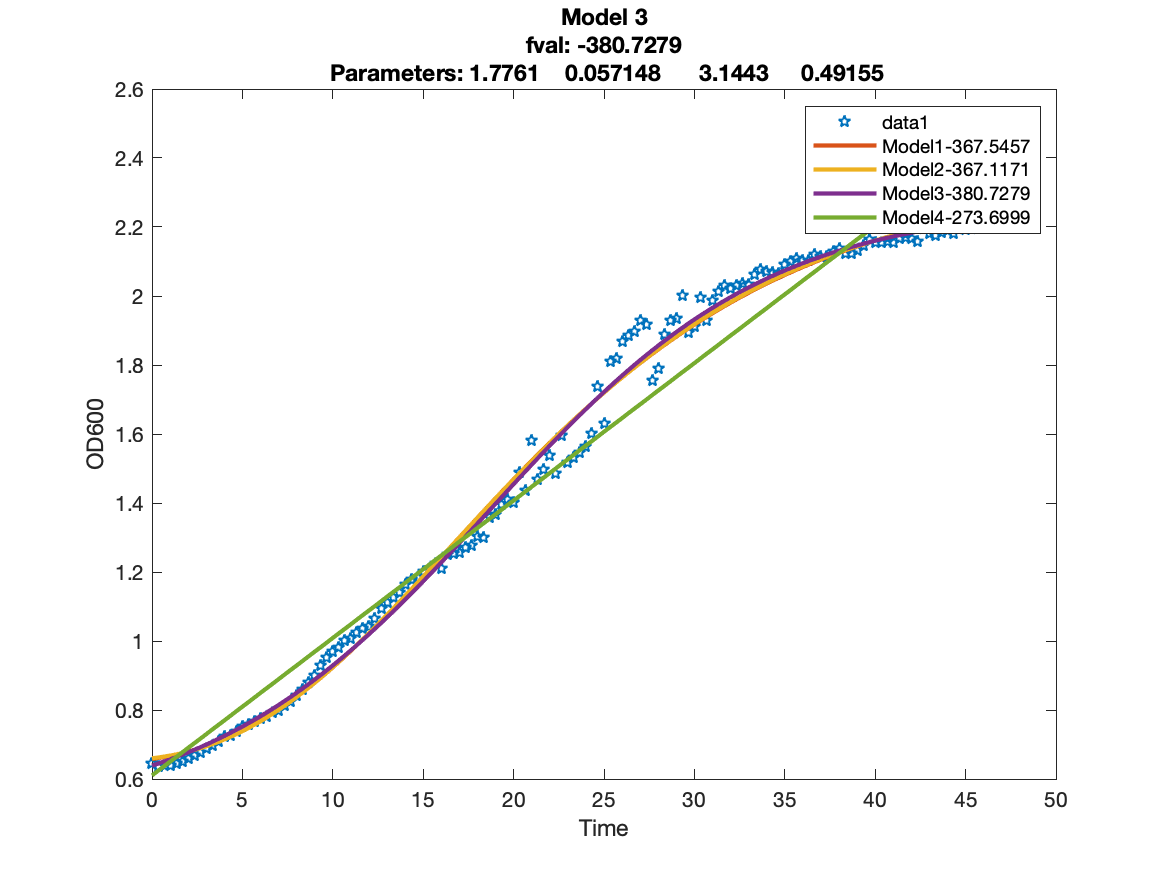 Model 3
fval: -380.7279
Parameters: 1.7761 0.057148 3.1443 0.49155
2.6
2.4
2.2
2
1.8
1.6
1.4
1.2
1
0.8
0.6
OD600
data1
Model1-367.5457
Model2-367.1171
Model3-380.7279
Model4-273.6999
0 5 10 15 20 25 30 35 40 45 50
Time